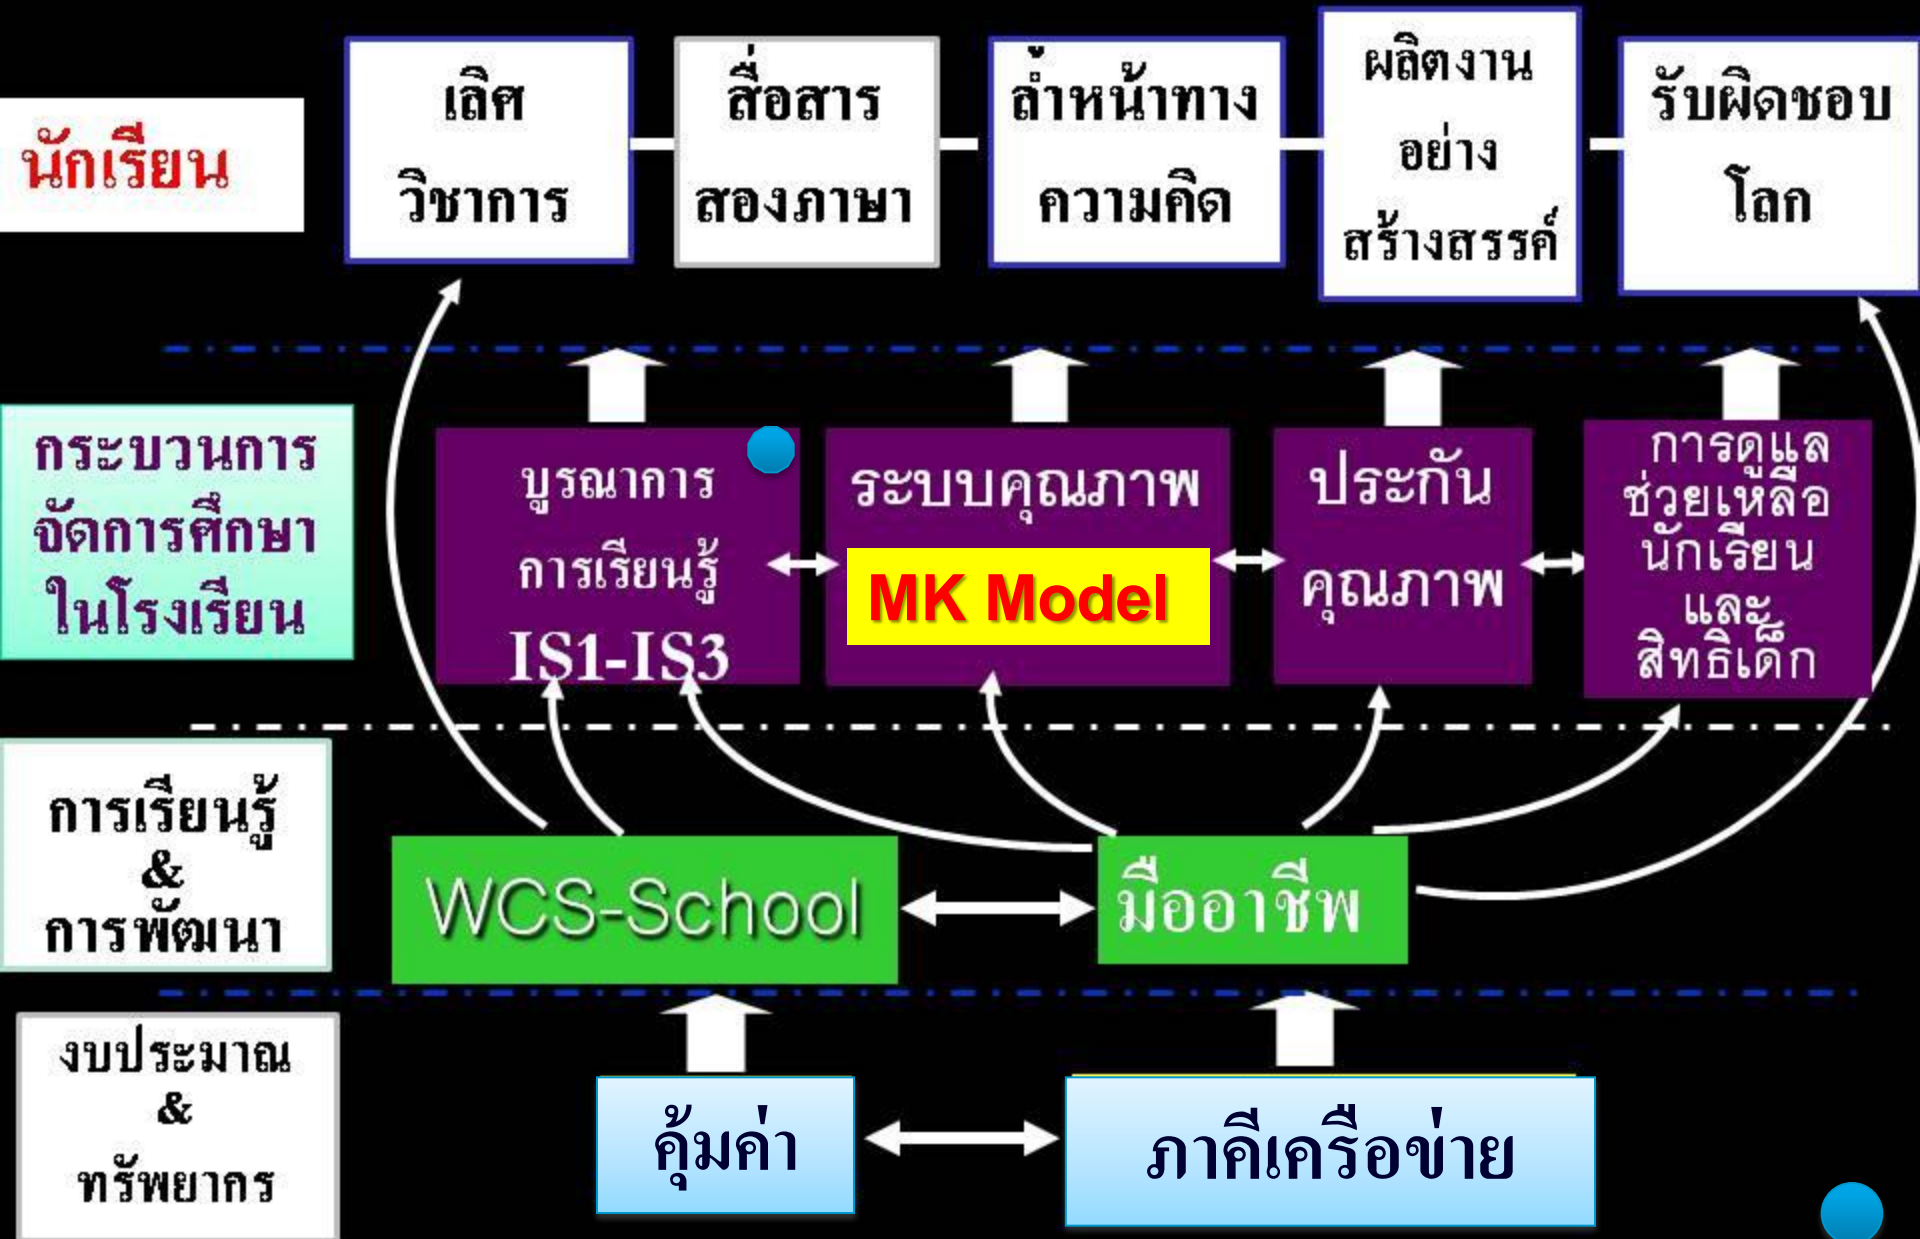 นักเรียน
เลิศ
วิชาการ
สื่อสาร
สองภาษา
ล้ำหน้าทาง
ความคิด
ผลิตงาน
อย่าง
สร้างสรรค์
รับผิดชอบ
โลก
กระบวนการ
จัดการศึกษา
ในโรงเรียน
บูรณาการ
การเรียนรู้
IS1-IS3
ระบบคุณภาพ
MK Model
ประกัน
คุณภาพ
การดูแล
ช่วยเหลือ
นักเรียน
และ
สิทธิเด็ก
การเรียนรู้
&
การพัฒนา
WCS-School
มืออาชีพ
งบประมาณ
&
ทรัพยากร
คุ้มค่า
ภาคีเครือข่าย